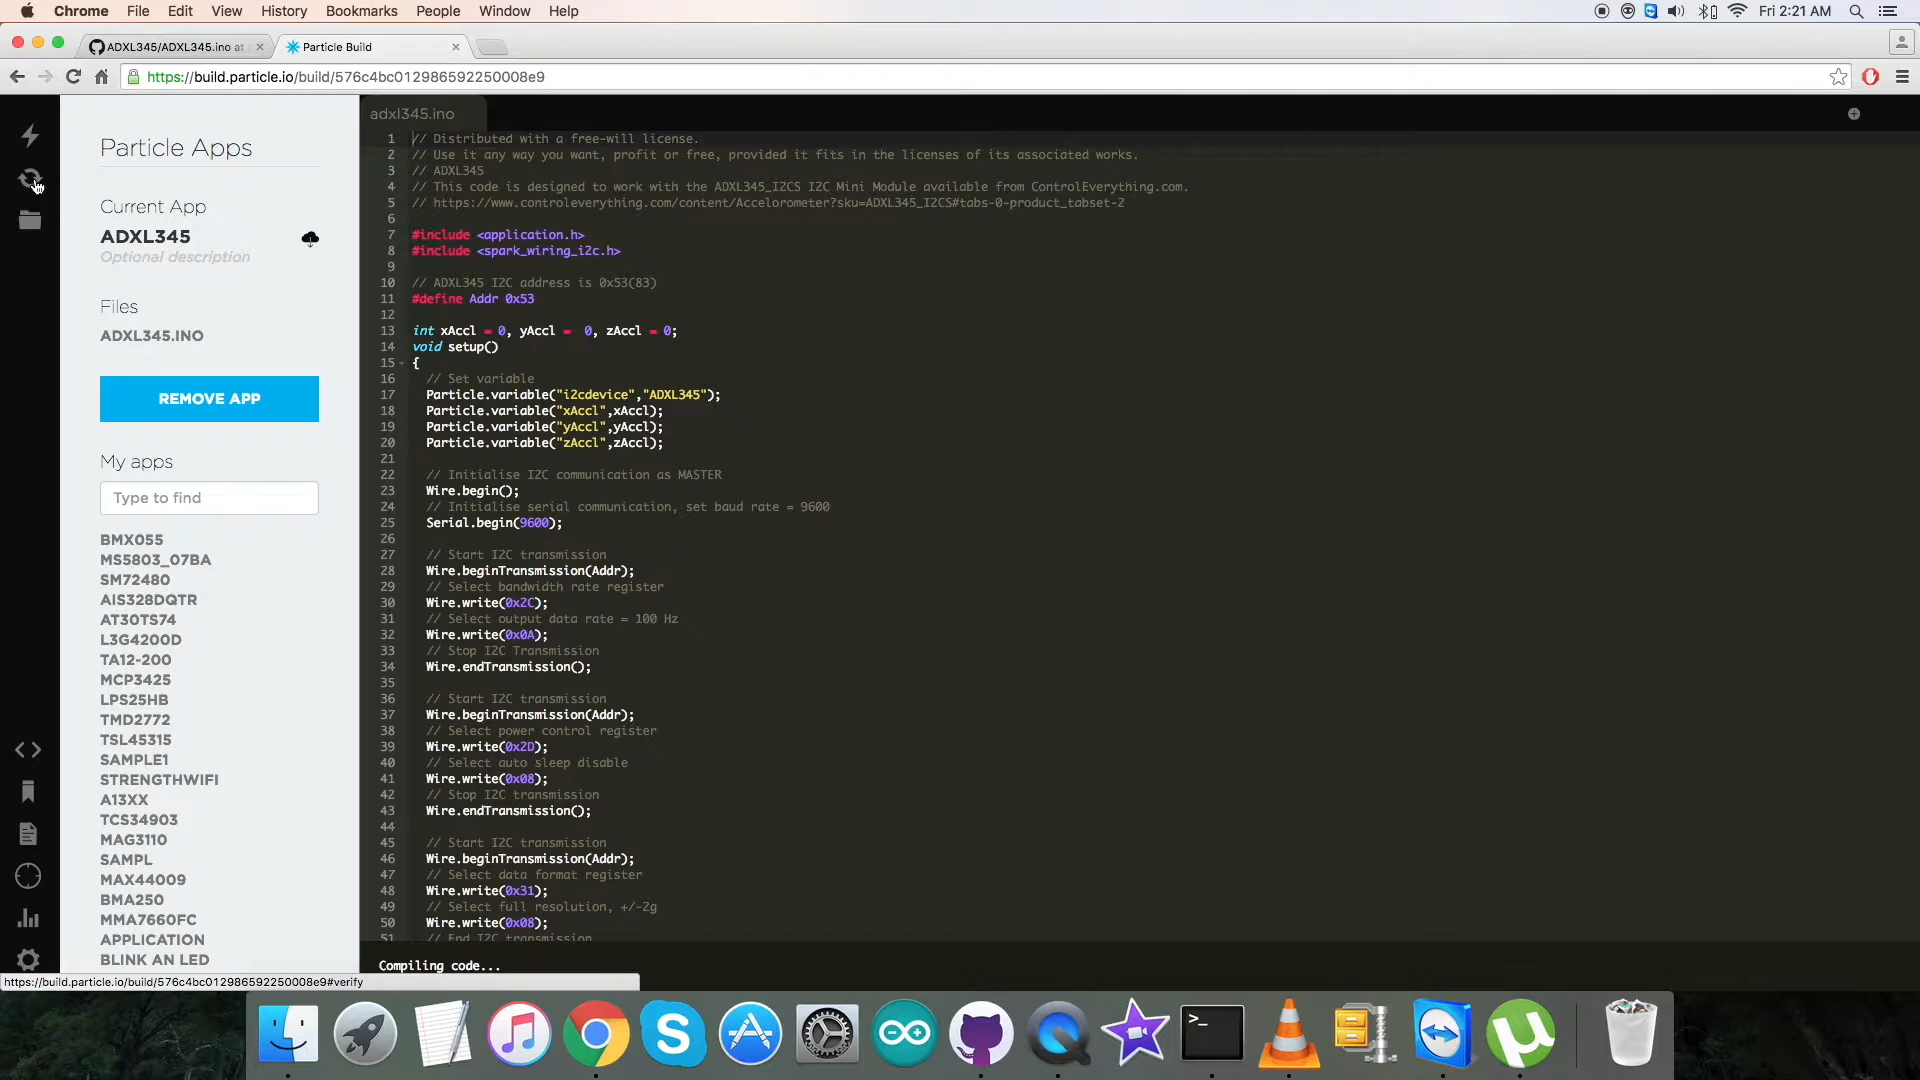 Chrome File Edit View History Bookmarks People Window Help Fri 2:21 AM
ADXL345/ADXL345.ino at
Particle Build
https://build.particle.io/build/576c4bc012986592250008e9
Particle Apps
Current App
ADXL345
Optional description
Files
ADXL345.INO
REMOVE APP
My apps
Type to find
BMX055
MS5803_07BA
SM72480
AIS328DQTR
AT30TS74
L3G4200D
TA12-200
MCP3425
LPS25HB
TMD2772
TSL45315
SAMPLE1
STRENGTHWIFI
A13XX
TCS34903
MAG3110
SAMPL
MAX44009
BMA250
MMA7660FC
APPLICATION
BLINK AN LED
adxl345.ino
1 // Distributed with a free-will license.
2 // Use it any way you want, profit or free, provided it fits in the licenses of its associated works.
3 // ADXL345
4 // This code is designed to work with the ADXL345_I2CS I2C Mini Module available from ControlEverything.com.
5 // https://www.controleverything.com/content/Accelorometer?sku=ADXL345_I2CS#tabs-0-product_tabset-2
6
7 #include <application.h>
8 #include <spark_wiring_i2c.h>
9
10 // ADXL345 I2C address is 0x53(83)
11 #define Addr 0x53
12
13 int xAccl = 0, yAccl =  0, zAccl = 0;
14 void setup()
15 {
16 // Set variable
17 Particle.variable("i2cdevice","ADXL345");
18 Particle.variable("xAccl",xAccl);
19 Particle.variable("yAccl",yAccl);
20 Particle.variable("zAccl",zAccl);
21
22 // Initialise I2C communication as MASTER
23 Wire.begin();
24 // Initialise serial communication, set baud rate = 9600
25 Serial.begin(9600);
26
27 // Start I2C transmission
28 Wire.beginTransmission(Addr);
29 // Select bandwidth rate register
30 Wire.write(0x2C);
31 // Select output data rate = 100 Hz
32 Wire.write(0x0A);
33 // Stop I2C Transmission
34 Wire.endTransmission();
35
36 // Start I2C transmission
37 Wire.beginTransmission(Addr);
38 // Select power control register
39 Wire.write(0x2D);
40 // Select auto sleep disable
41 Wire.write(0x08);
42 // Stop I2C transmission
43 Wire.endTransmission();
44
45 // Start I2C transmission
46 Wire.beginTransmission(Addr);
47 // Select data format register
48 Wire.write(0x31);
49 // Select full resolution, +/-2g
50 Wire.write(0x08);
51 // End I2C transmission
Compiling code...
https://build.particle.io/build/576c4bc012986592250008e9#verify